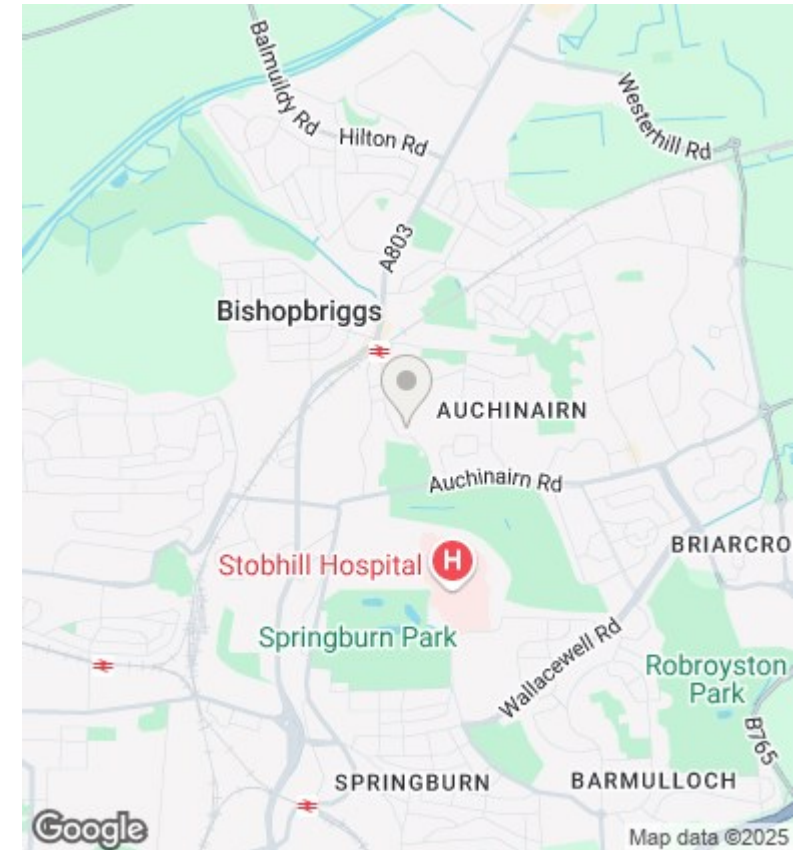 Balmuildy Rd
Hilton Rd
Westerhill Rd
A803
Bishopbriggs
AUCHINAIRN
Auchinairn Rd
BRIARCRO
Stobhill Hospital
H
Springburn Park
Wallacewell Rd
Robroyston
Park
B765
SPRINGBURN
BARMULLOCH
Google
Map data ©2025